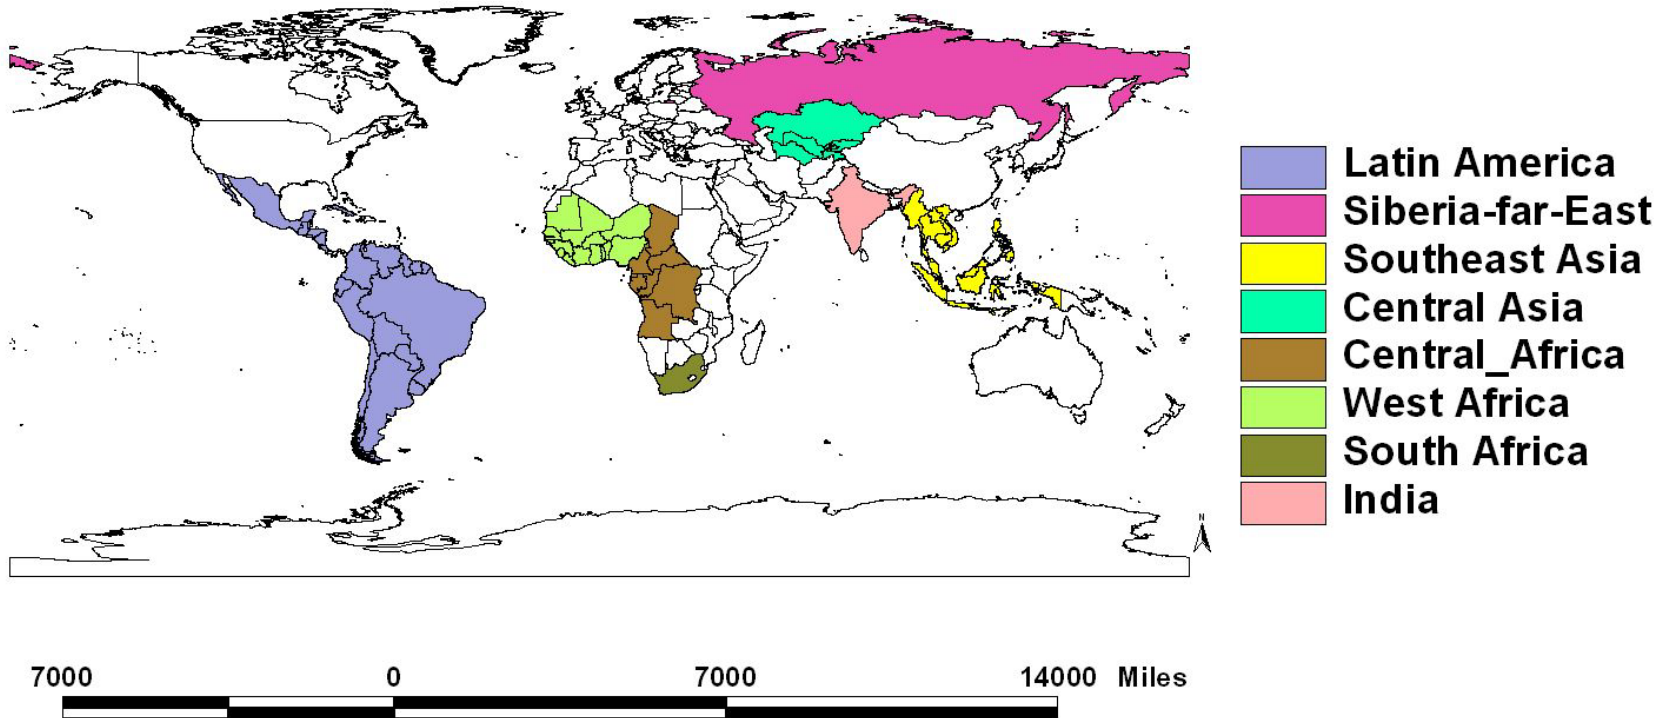 Latin America
Siberia-far-East
Southeast Asia
Central Asia
Central_Africa
West Africa
South Africa
India
N
7000 0 7000 14000 Miles